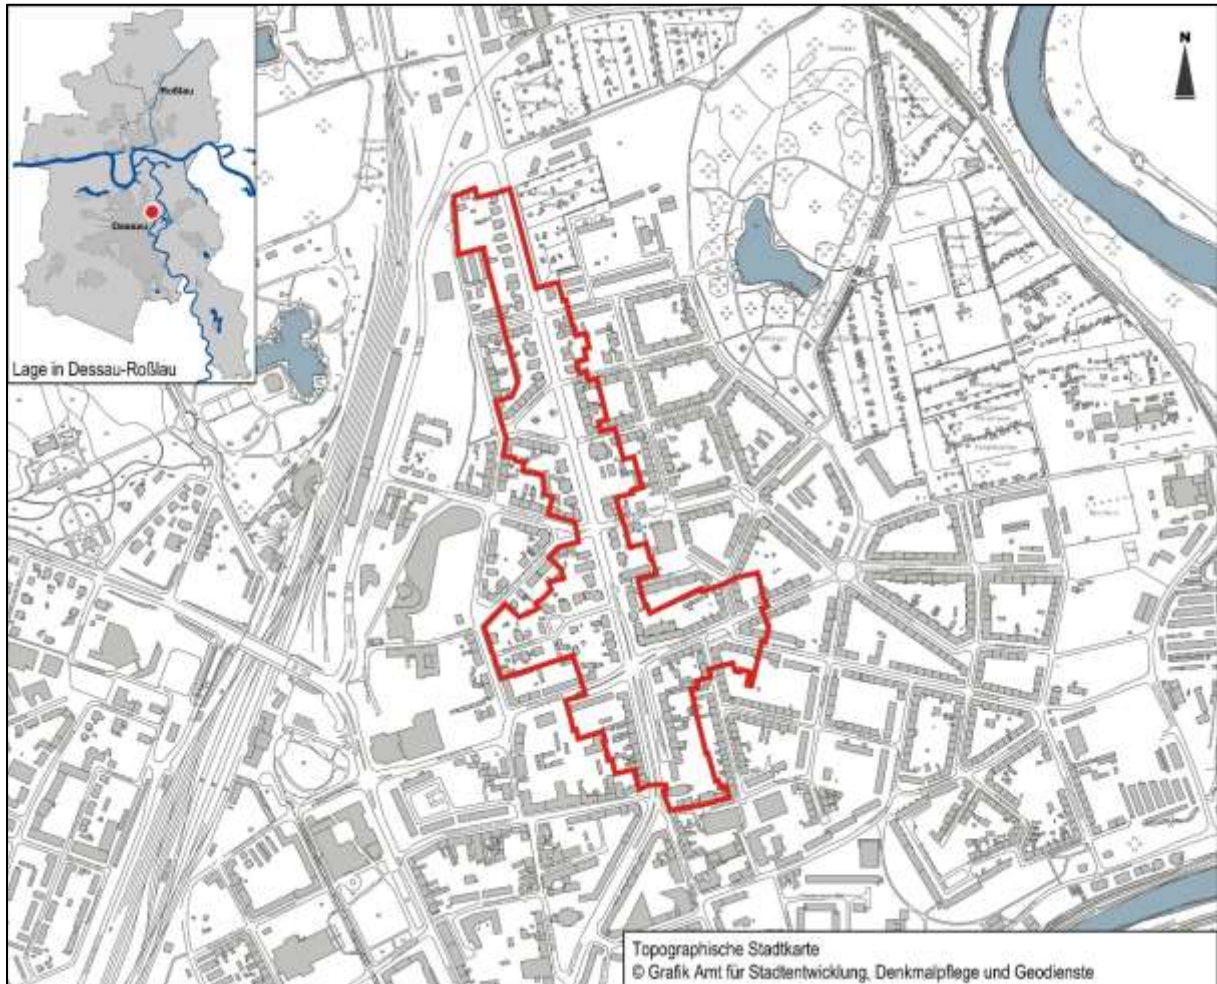 Roßlau
Dessau
Lage in Dessau-Roßlau
N
Topographische Stadtkarte
© Grafik Amt für Stadtentwicklung, Denkmalpflege und Geodienste